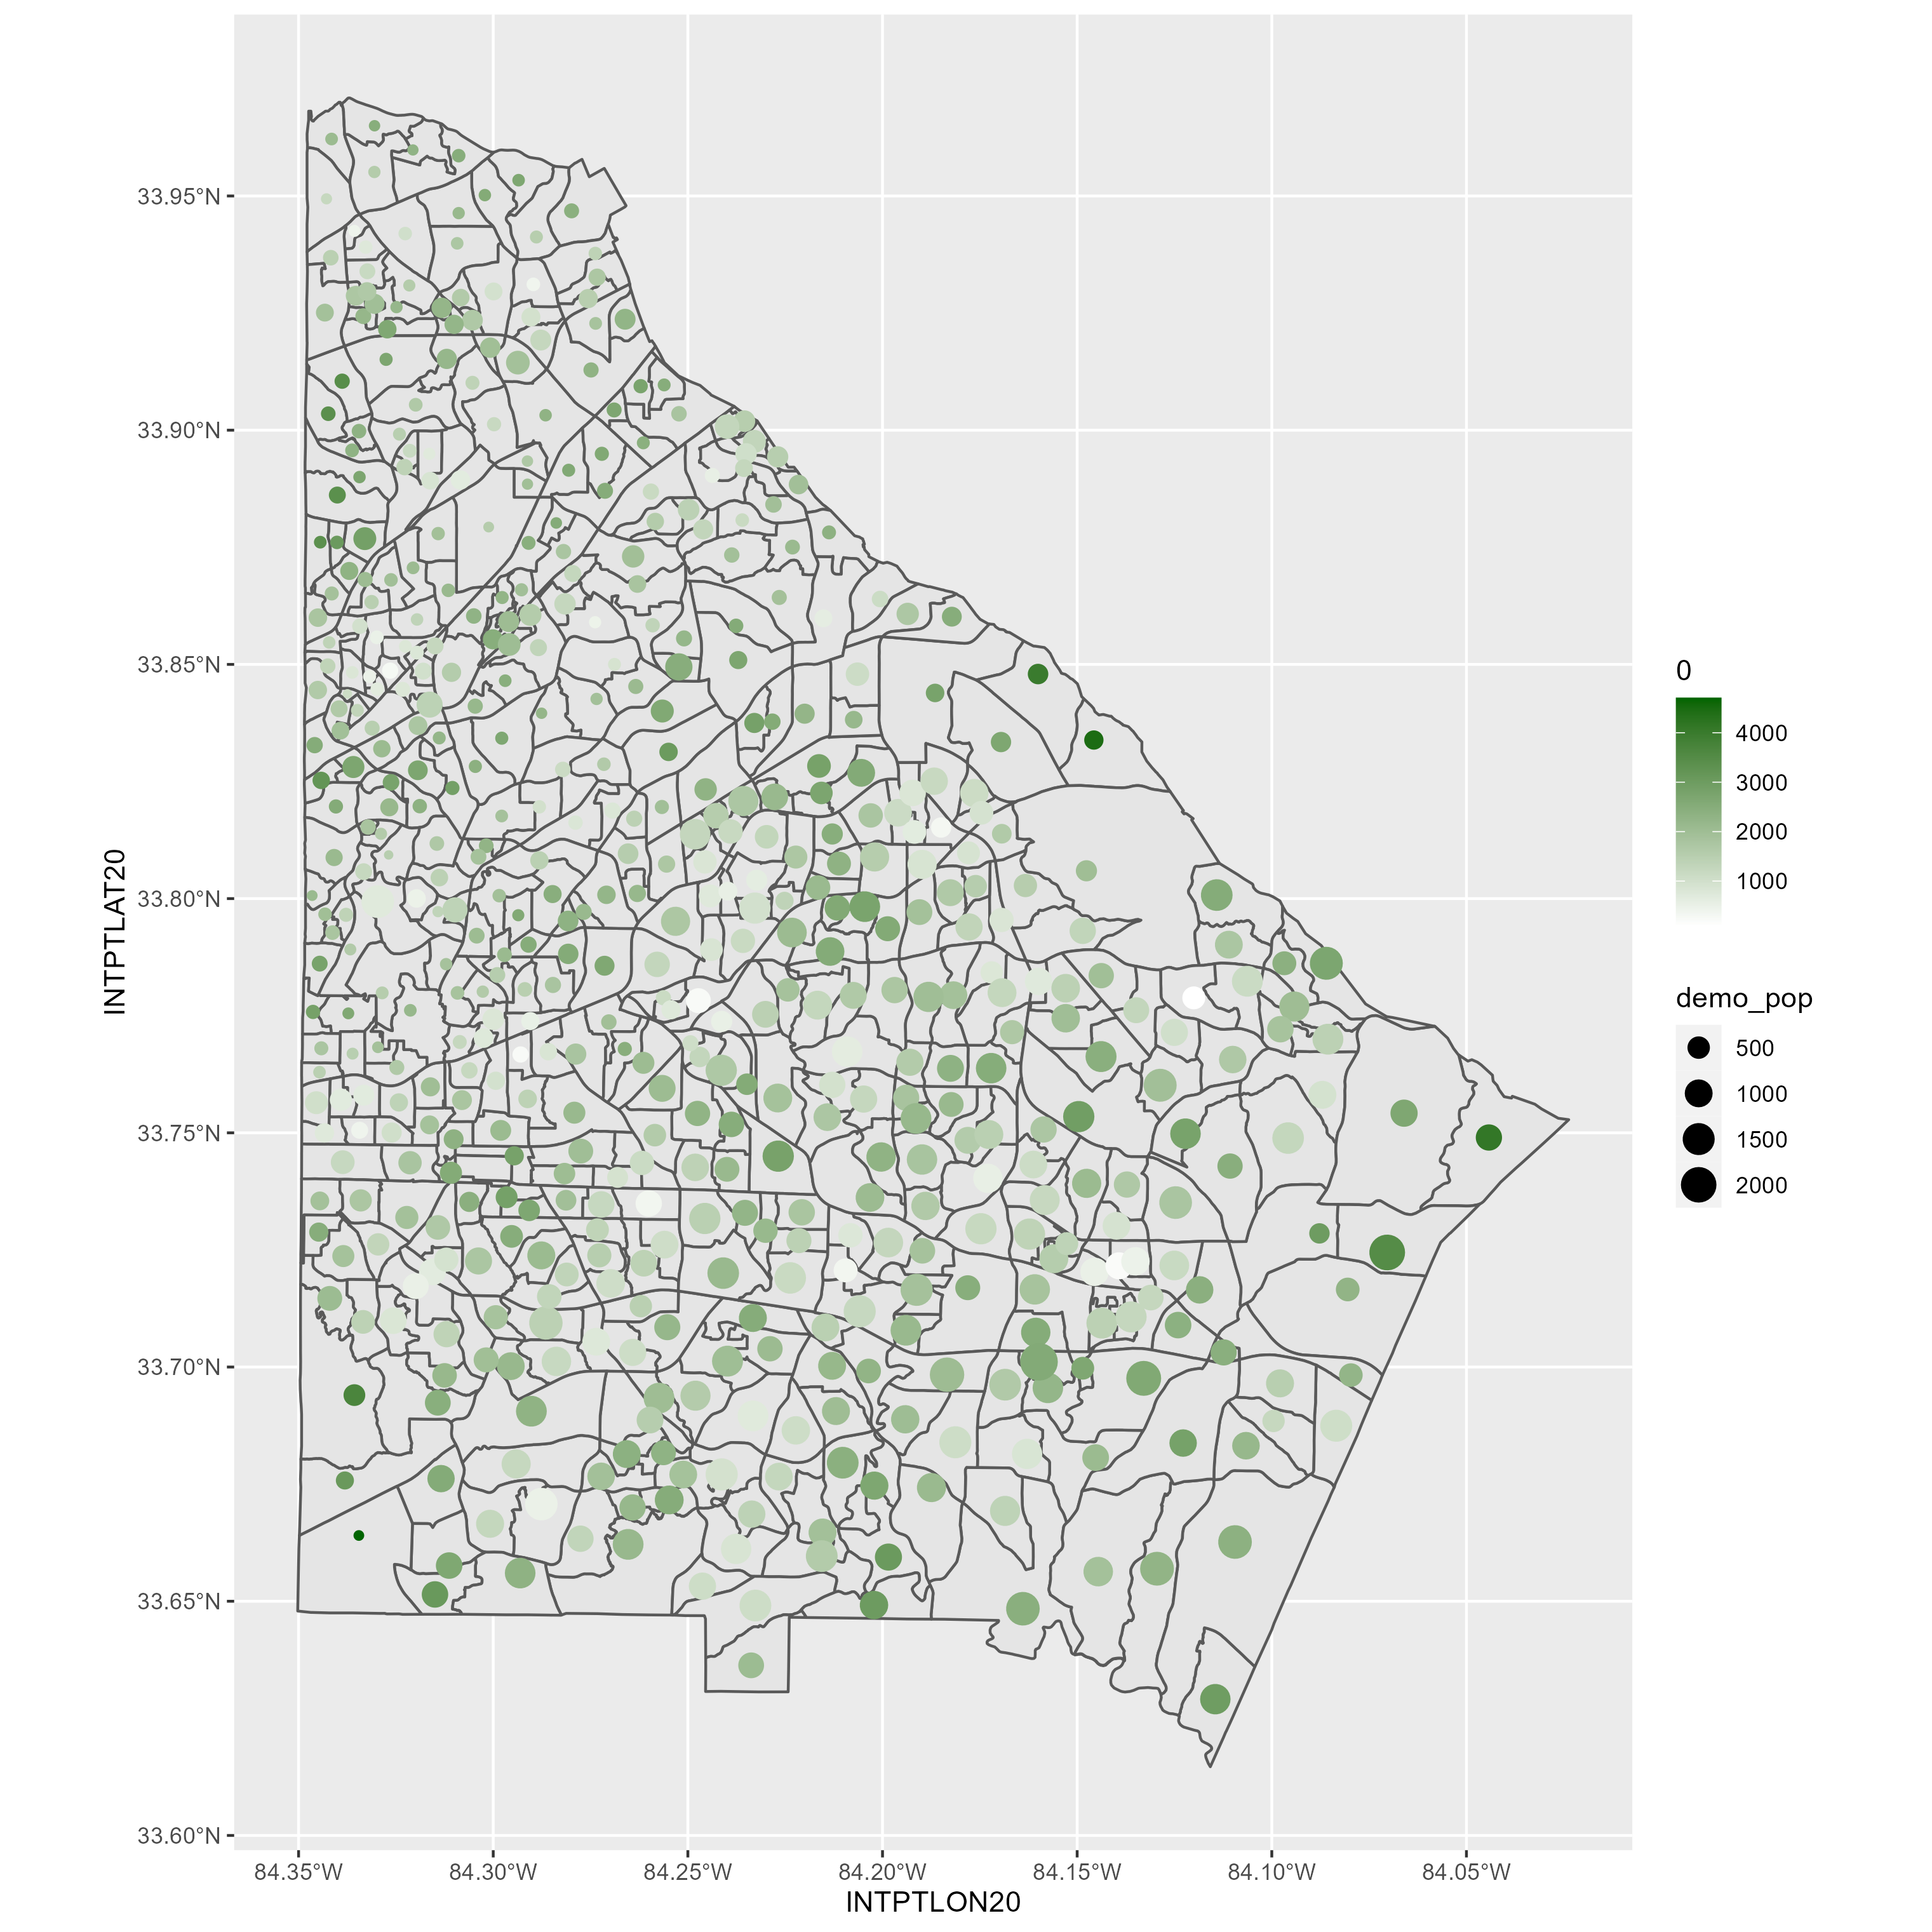 33.95°N
33.90°N
33.85°N
33.80°N
33.75°N
33.70°N
33.65°N
33.60°N
INTPTLAT20
84.35°W
84.30°W
84.25°W
84.20°W
84.15°W
84.10°W
84.05°W
INTPTLON20
0
4000
3000
2000
1000
demo_pop
500
1000
1500
2000